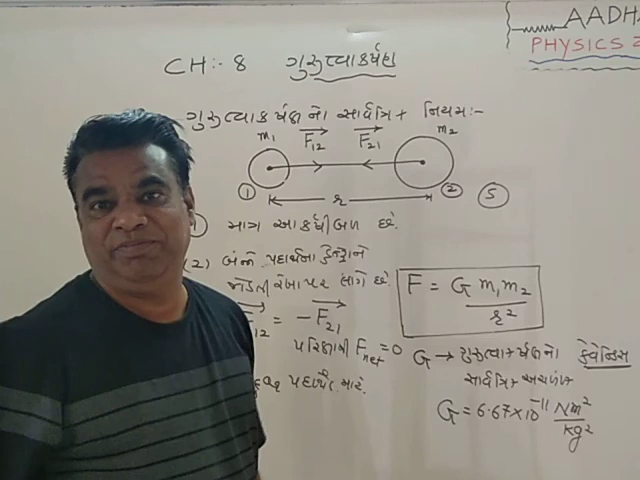 AADHA
PHYSICS Z
CH:- 8 ગુરુત્વાકર્ષણ
ગુરુત્વાકર્ષણનો સાર્વત્રિક નિયમ:-
m₁ F₁₂ F₂₁ m₂
① r ② ⑤
માત્ર આકર્ષીબળ છે.
(2) બંને પદાર્થના કેન્દ્રોને
જોડતી રેખા પર લાગે છે.
F = G m₁m₂ / r²
F₁₂ = -F₂₁
પરિણામી Fnet = 0
G → ગુરુત્વાકર્ષણનો કેવેન્ડિસ
સાર્વત્રિક અચળાંક
પદાર્થ માટે.
G = 6.67×10⁻¹¹ Nm²/kg²